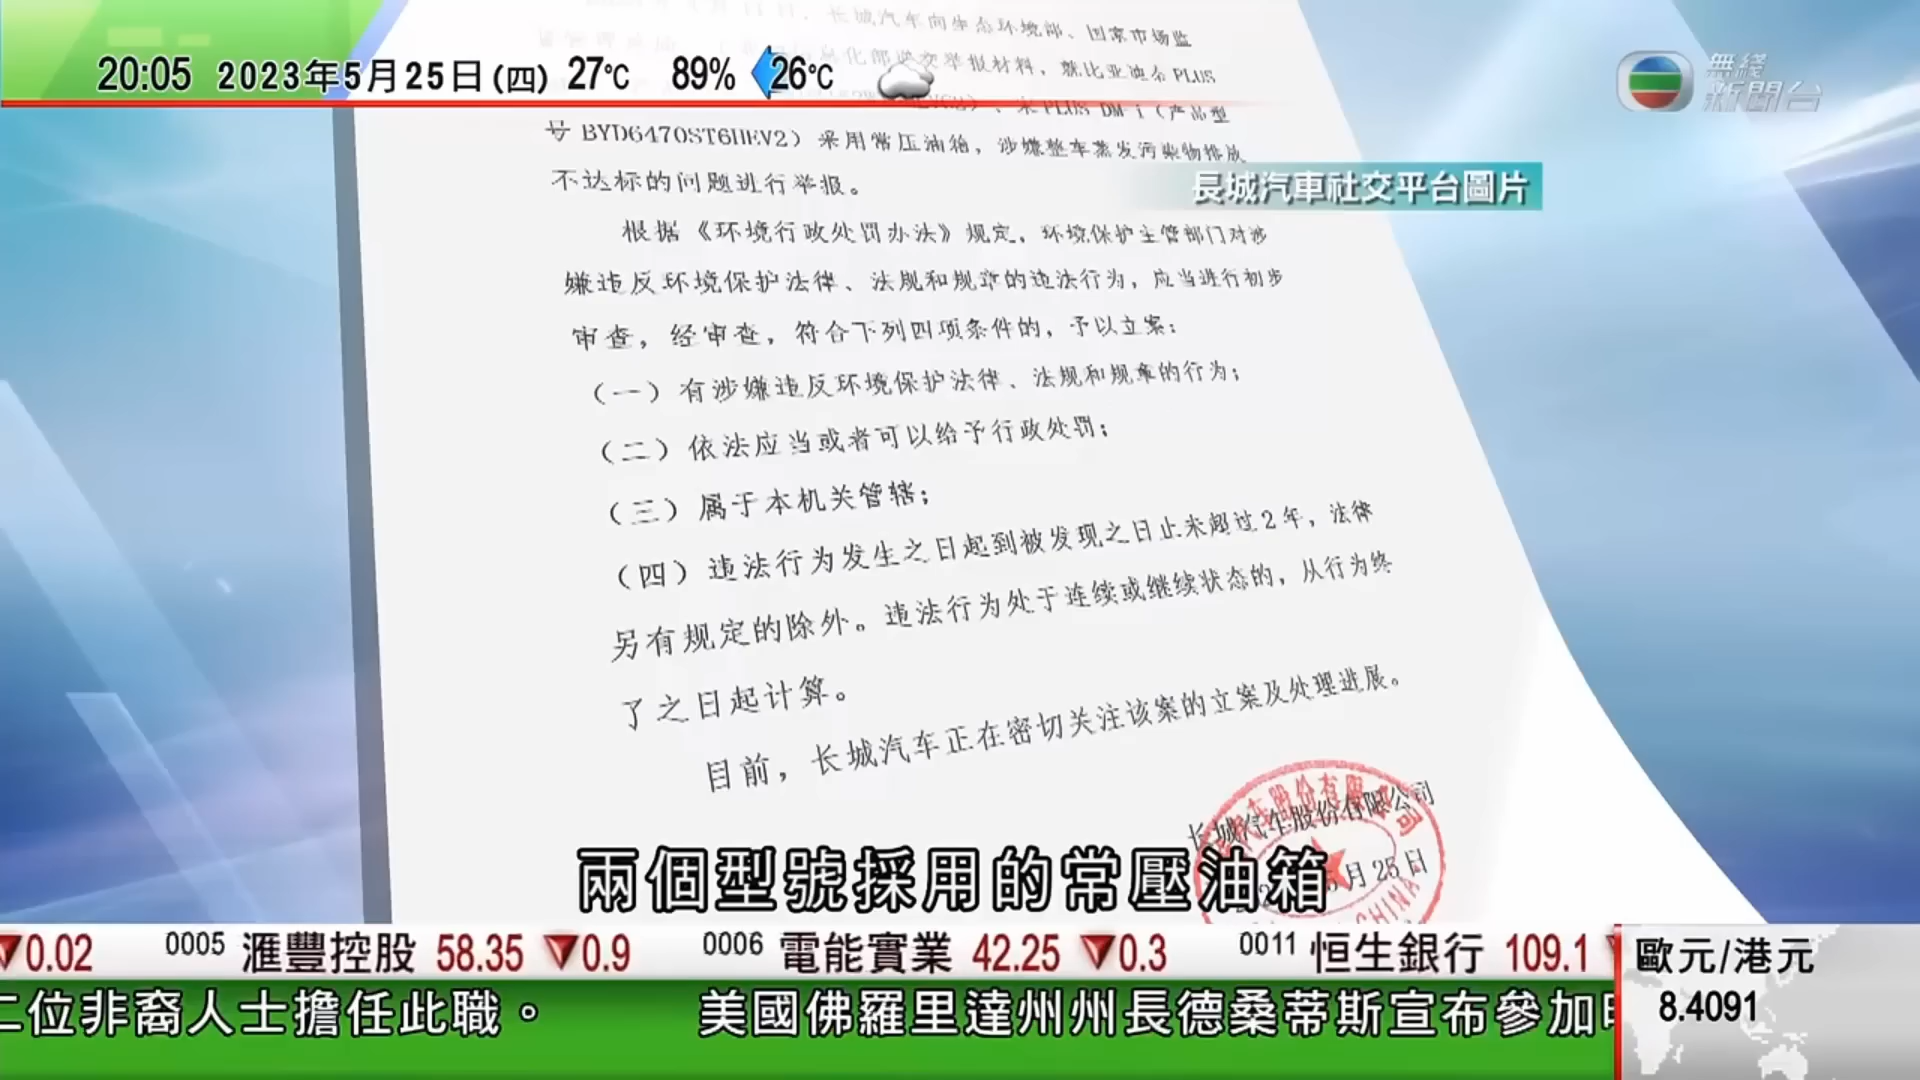 20:05 2023年5月25日(四) 27℃ 89% 26℃
無綫
新聞台
长城汽车向生态环境部、国家市场监
递交举报材料，就比亚迪秦PLUS
、宋PLUS DM-i（产品型
号 BYD6470ST6HEV2）采用常压油箱，涉嫌整车蒸发污染物排放
不达标的问题进行举报。
長城汽車社交平台圖片
根据《环境行政处罚办法》规定，环境保护主管部门对涉
嫌违反环境保护法律、法规和规章的违法行为，应当进行初步
审查，经审查，符合下列四项条件的，予以立案：
（一）有涉嫌违反环境保护法律、法规和规章的行为；
（二）依法应当或者可以给予行政处罚；
（三）属于本机关管辖；
（四）违法行为发生之日起到被发现之日止未超过2年，法律
另有规定的除外。违法行为处于连续或继续状态的，从行为终
了之日起计算。
目前，长城汽车正在密切关注该案的立案及处理进展。
长城汽车股份有限公司
月25日
兩個型號採用的常壓油箱
▼0.02 0005 滙豐控股 58.35 ▼0.9 0006 電能實業 42.25 ▼0.3 0011 恒生銀行 109.1
歐元/港元
8.4091
二位非裔人士擔任此職。 美國佛羅里達州州長德桑蒂斯宣布參加